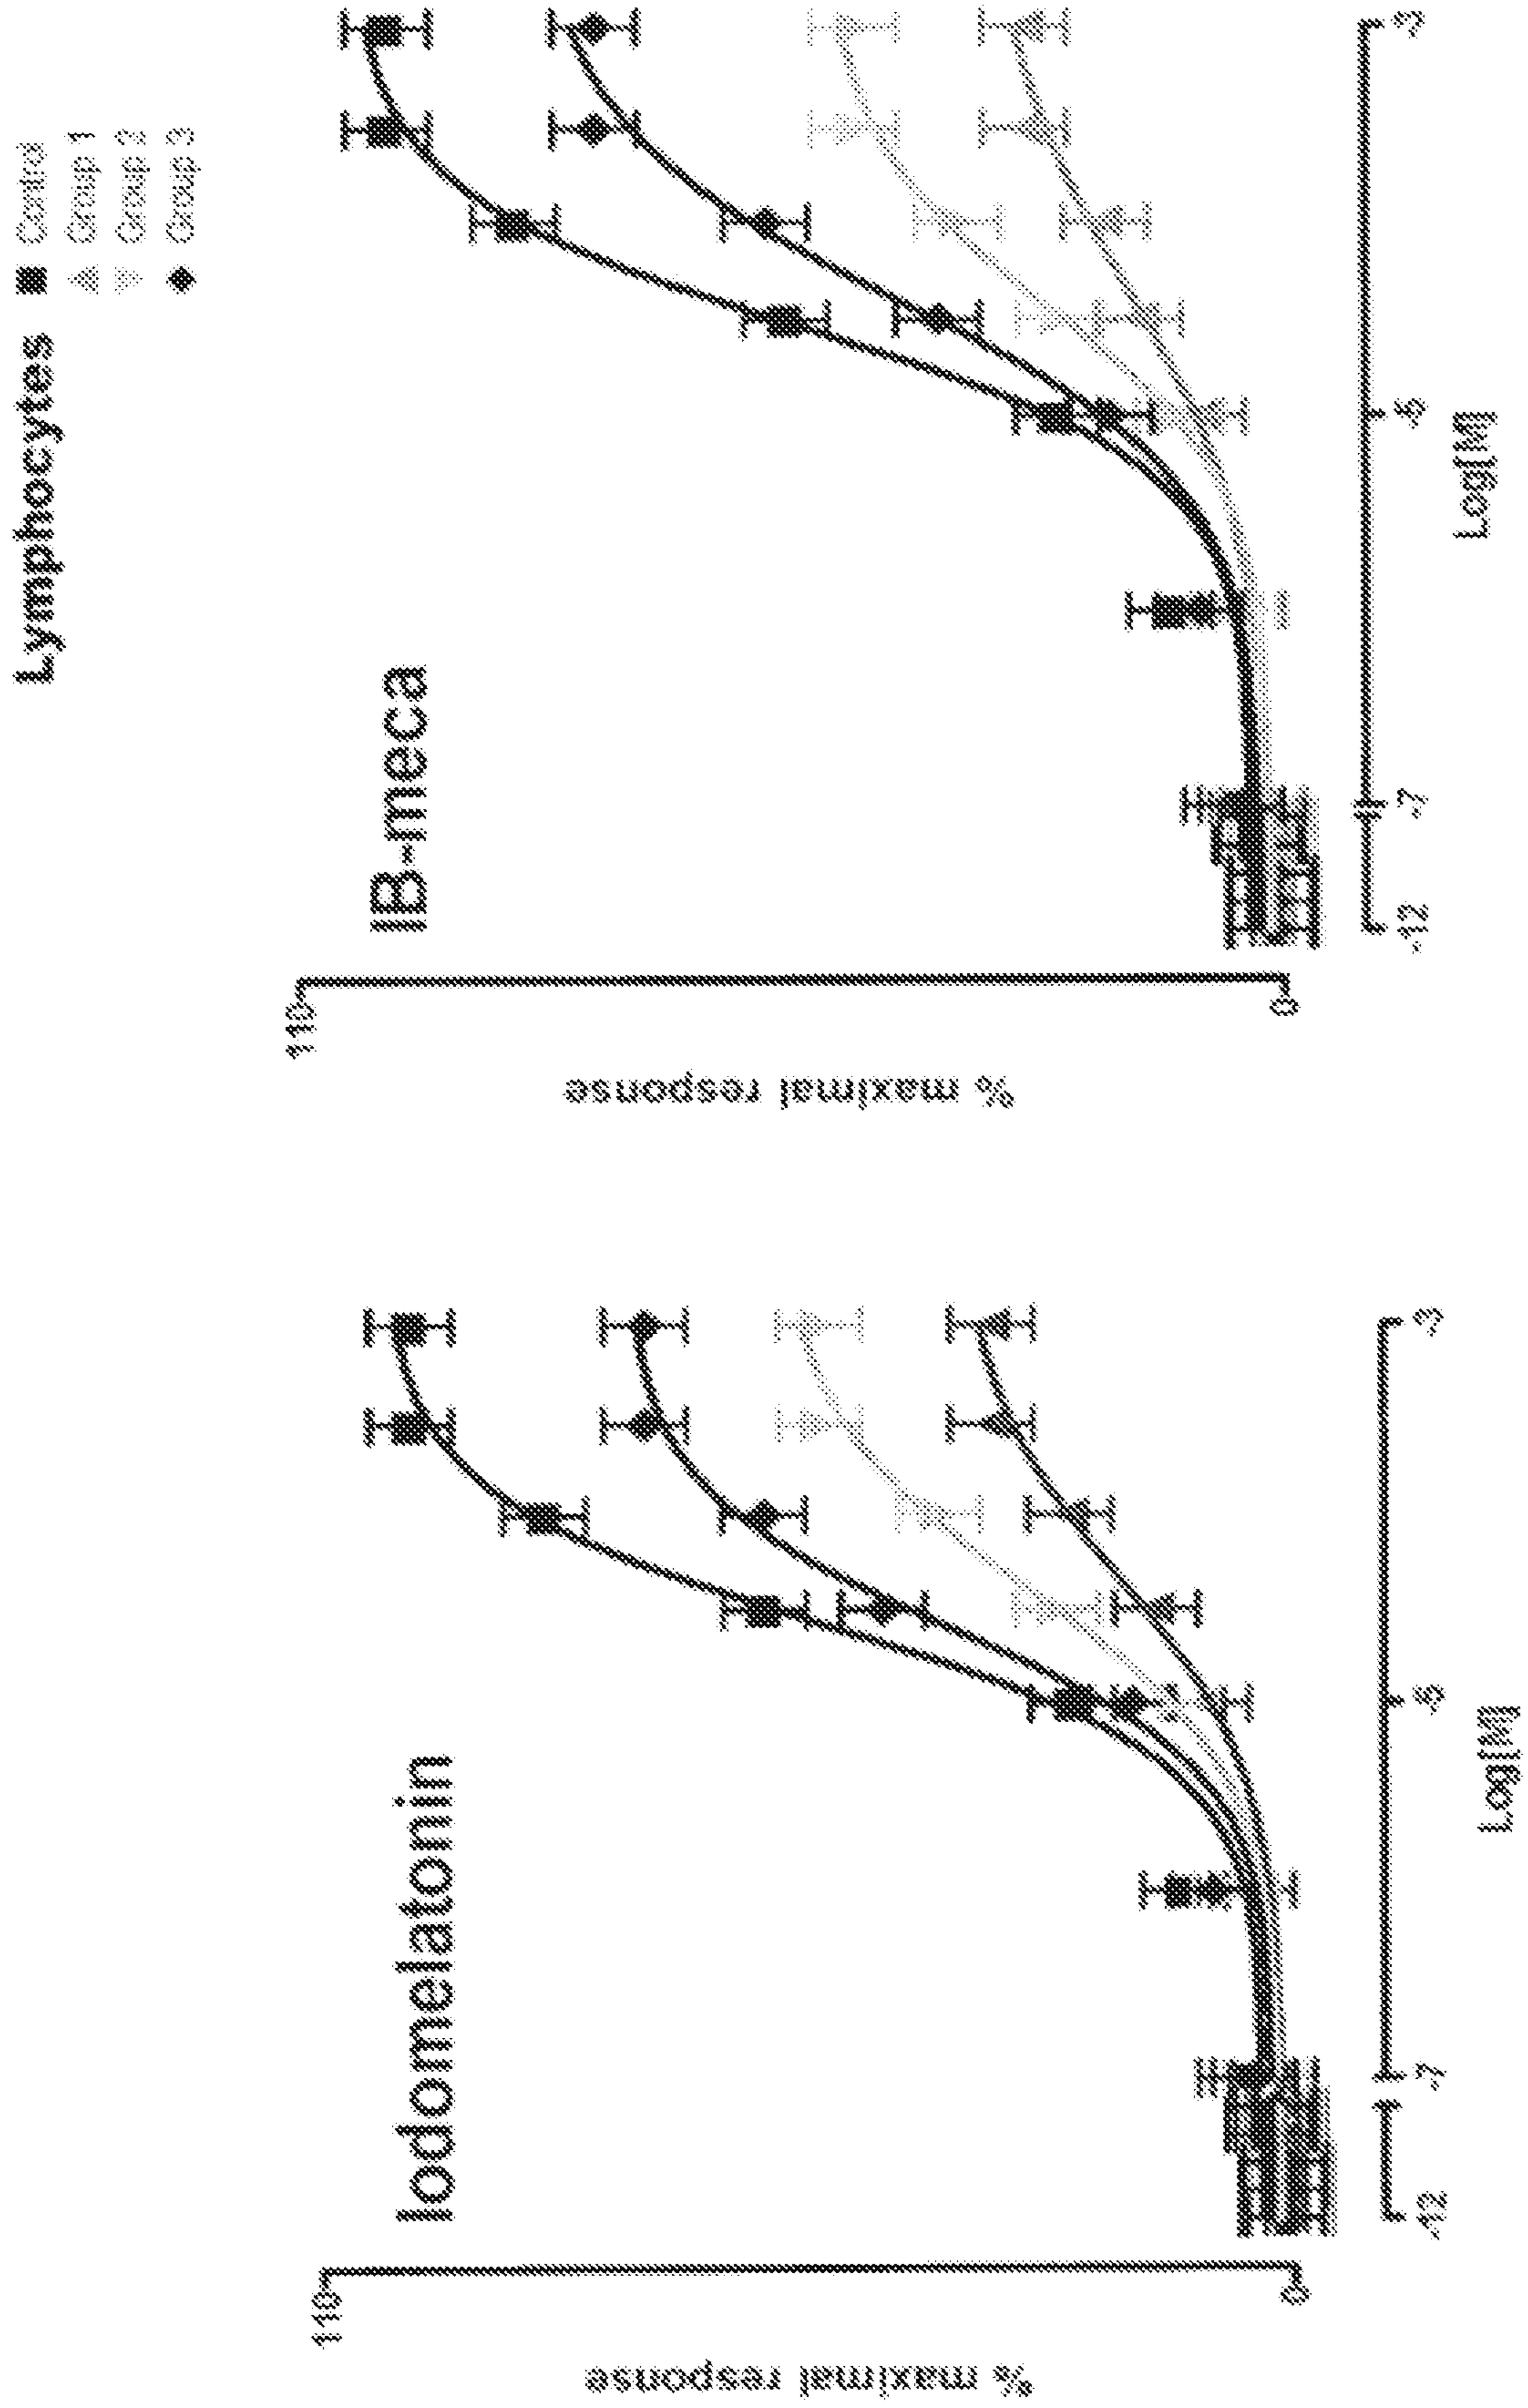 Lymphocytes
Control
Group 1
Group 2
Group 3
Iodomelatonin
% maximal response
110
0
-12
-7
-5
-3
Log[M]
IB-meca
% maximal response
110
0
-12
-7
-5
-3
Log[M]